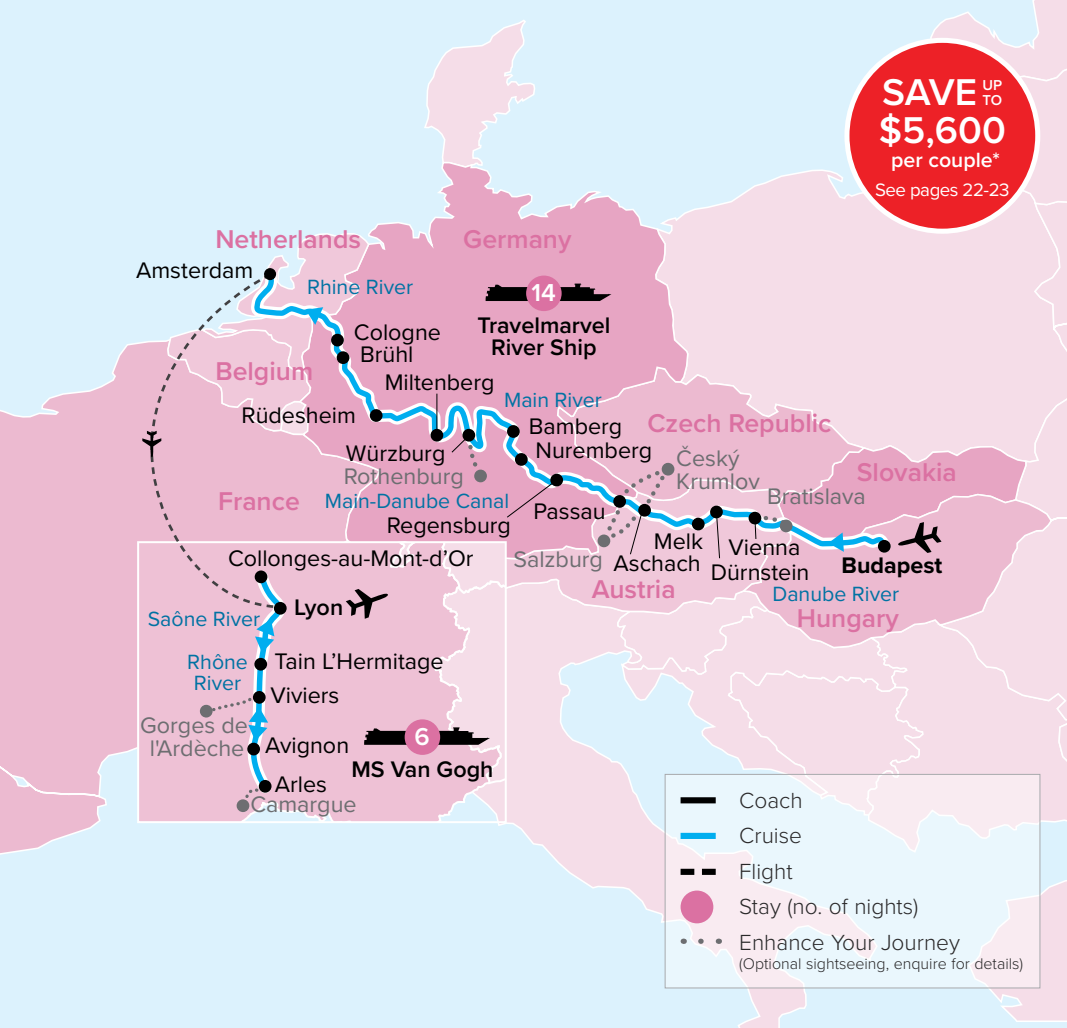 SAVE UP TO
$5,600
per couple*
See pages 22-23
Netherlands
Germany
Amsterdam
Rhine River
14
Travelmarvel
River Ship
Cologne
Brühl
Belgium
Miltenberg
Rüdesheim
Main River
Bamberg
Czech Republic
Würzburg
Nuremberg
Rothenburg
Český
Krumlov
Slovakia
France
Main-Danube Canal
Bratislava
Regensburg
Passau
Salzburg
Aschach
Melk
Vienna
Dürnstein
Budapest
Austria
Danube River
Hungary
Collonges-au-Mont-d'Or
Lyon
Saône River
Rhône
River
Tain L'Hermitage
Viviers
Gorges de
l'Ardèche
Avignon
6
MS Van Gogh
Arles
Camargue
Coach
Cruise
Flight
Stay (no. of nights)
Enhance Your Journey
(Optional sightseeing, enquire for details)